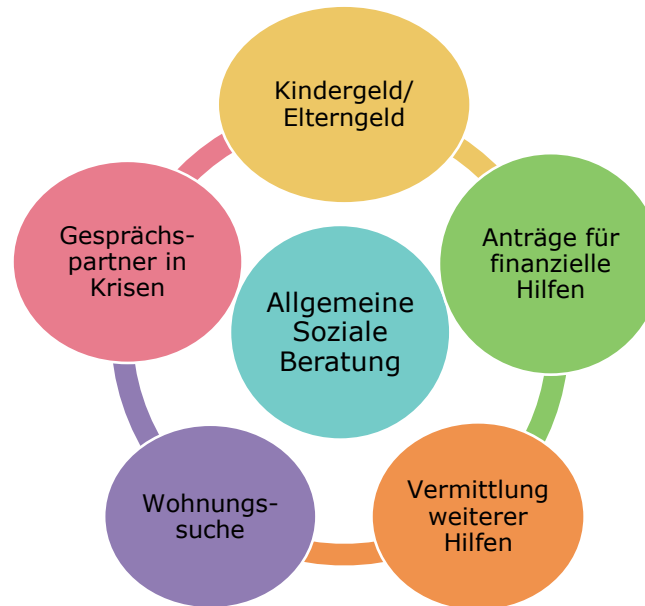 Kindergeld/
Elterngeld
Anträge für
finanzielle
Hilfen
Vermittlung
weiterer
Hilfen
Wohnungs-
suche
Gesprächs-
partner in
Krisen
Allgemeine
Soziale
Beratung